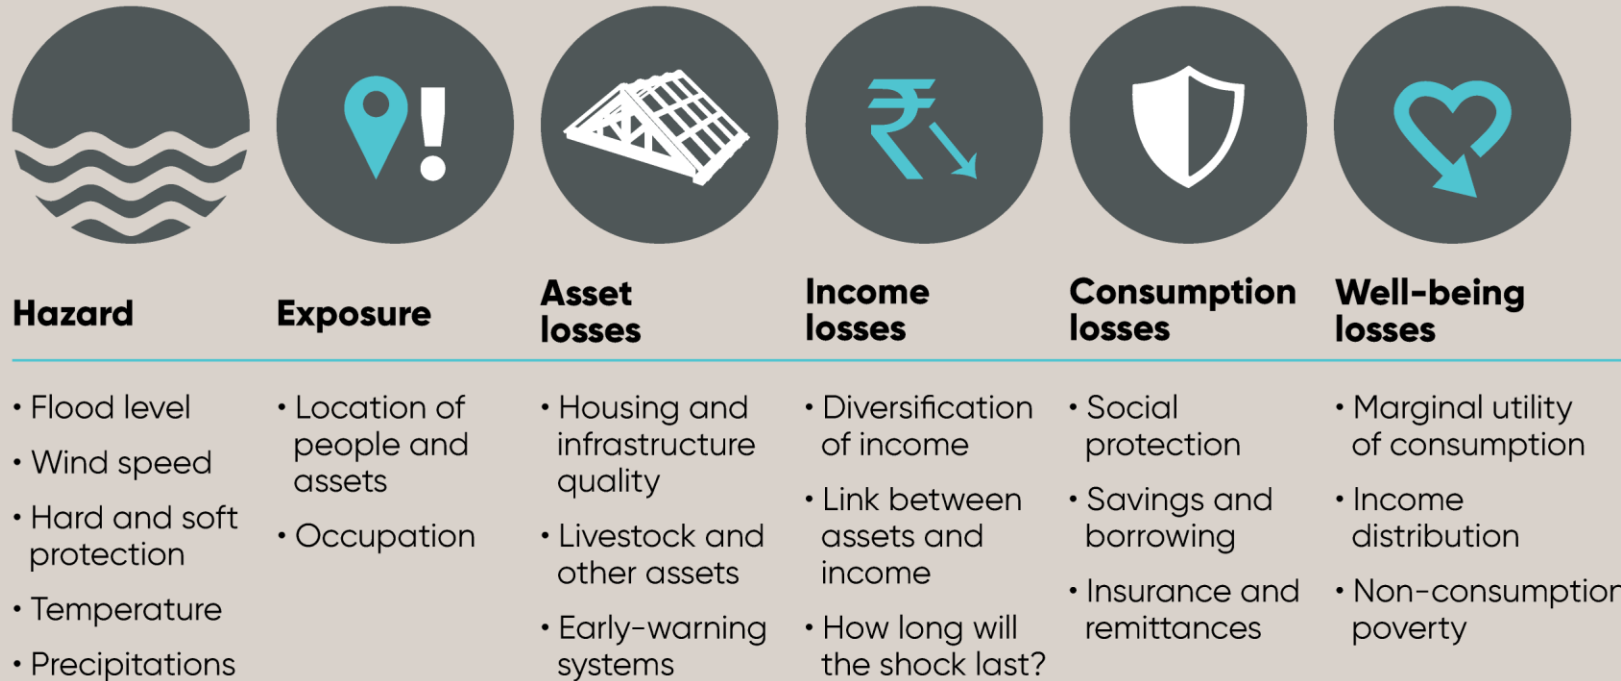 Hazard
• Flood level
• Wind speed
• Hard and soft
protection
• Temperature
• Precipitations
Exposure
• Location of
people and
assets
• Occupation
Asset
losses
• Housing and
infrastructure
quality
• Livestock and
other assets
• Early-warning
systems
Income
losses
• Diversification
of income
• Link between
assets and
income
• How long will
the shock last?
Consumption
losses
• Social
protection
• Savings and
borrowing
• Insurance and
remittances
Well-being
losses
• Marginal utility
of consumption
• Income
distribution
• Non-consumption
poverty